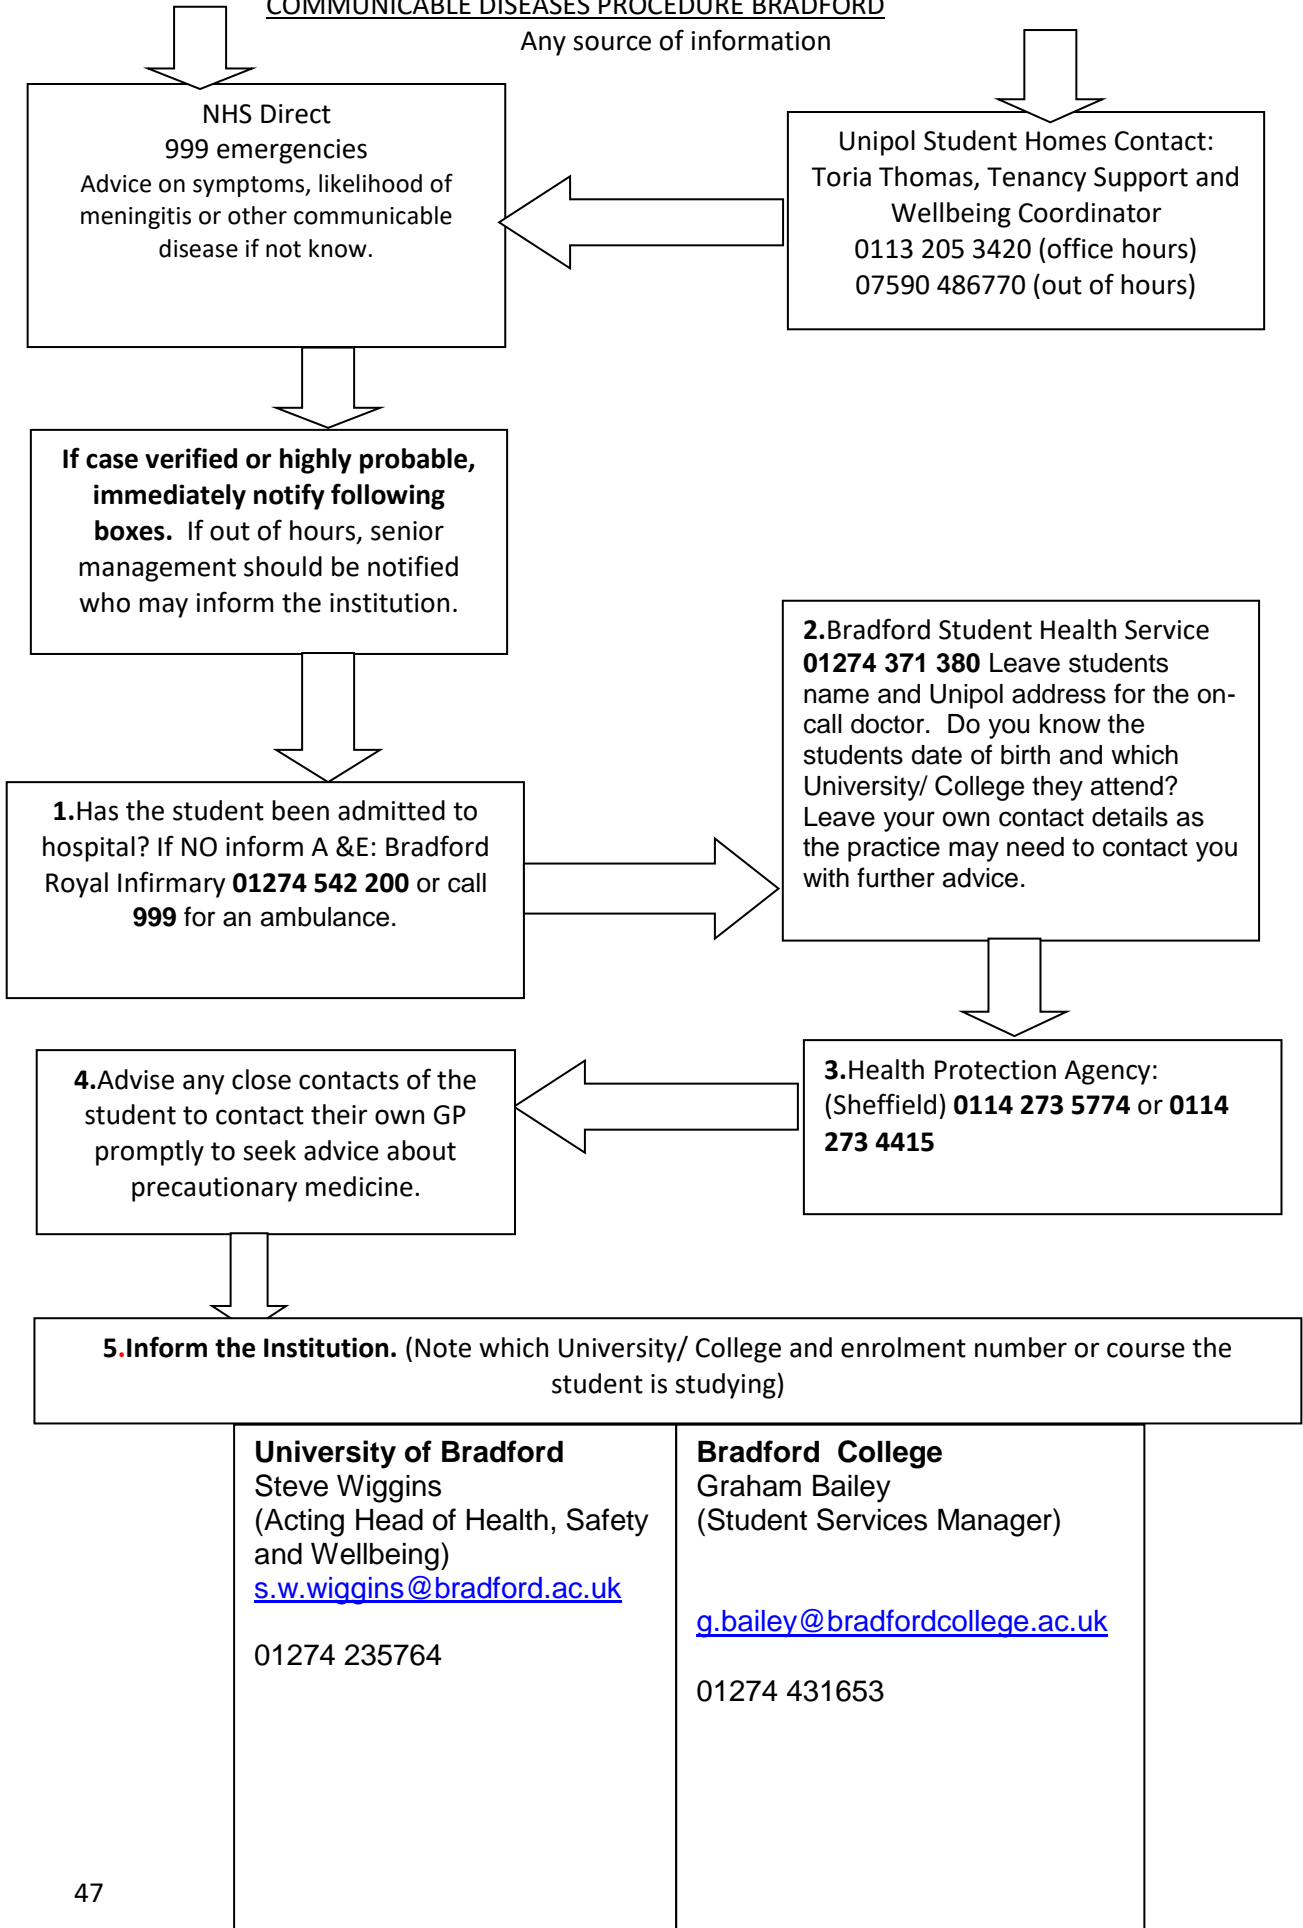 COMMUNICABLE DISEASES PROCEDURE BRADFORD
Any source of information
NHS Direct
999 emergencies
Advice on symptoms, likelihood of
meningitis or other communicable
disease if not know.
Unipol Student Homes Contact:
Toria Thomas, Tenancy Support and
Wellbeing Coordinator
0113 205 3420 (office hours)
07590 486770 (out of hours)
If case verified or highly probable,
immediately notify following
boxes.  If out of hours, senior
management should be notified
who may inform the institution.
1.Has the student been admitted to
hospital? If NO inform A &E: Bradford
Royal Infirmary 01274 542 200 or call
999 for an ambulance.
2.Bradford Student Health Service
01274 371 380 Leave students
name and Unipol address for the on-
call doctor.  Do you know the
students date of birth and which
University/ College they attend?
Leave your own contact details as
the practice may need to contact you
with further advice.
3.Health Protection Agency:
(Sheffield) 0114 273 5774 or 0114
273 4415
4.Advise any close contacts of the
student to contact their own GP
promptly to seek advice about
precautionary medicine.
5.Inform the Institution. (Note which University/ College and enrolment number or course the
student is studying)
University of Bradford
Steve Wiggins
(Acting Head of Health, Safety
and Wellbeing)
s.w.wiggins@bradford.ac.uk
01274 235764
Bradford  College
Graham Bailey
(Student Services Manager)
g.bailey@bradfordcollege.ac.uk
01274 431653
47